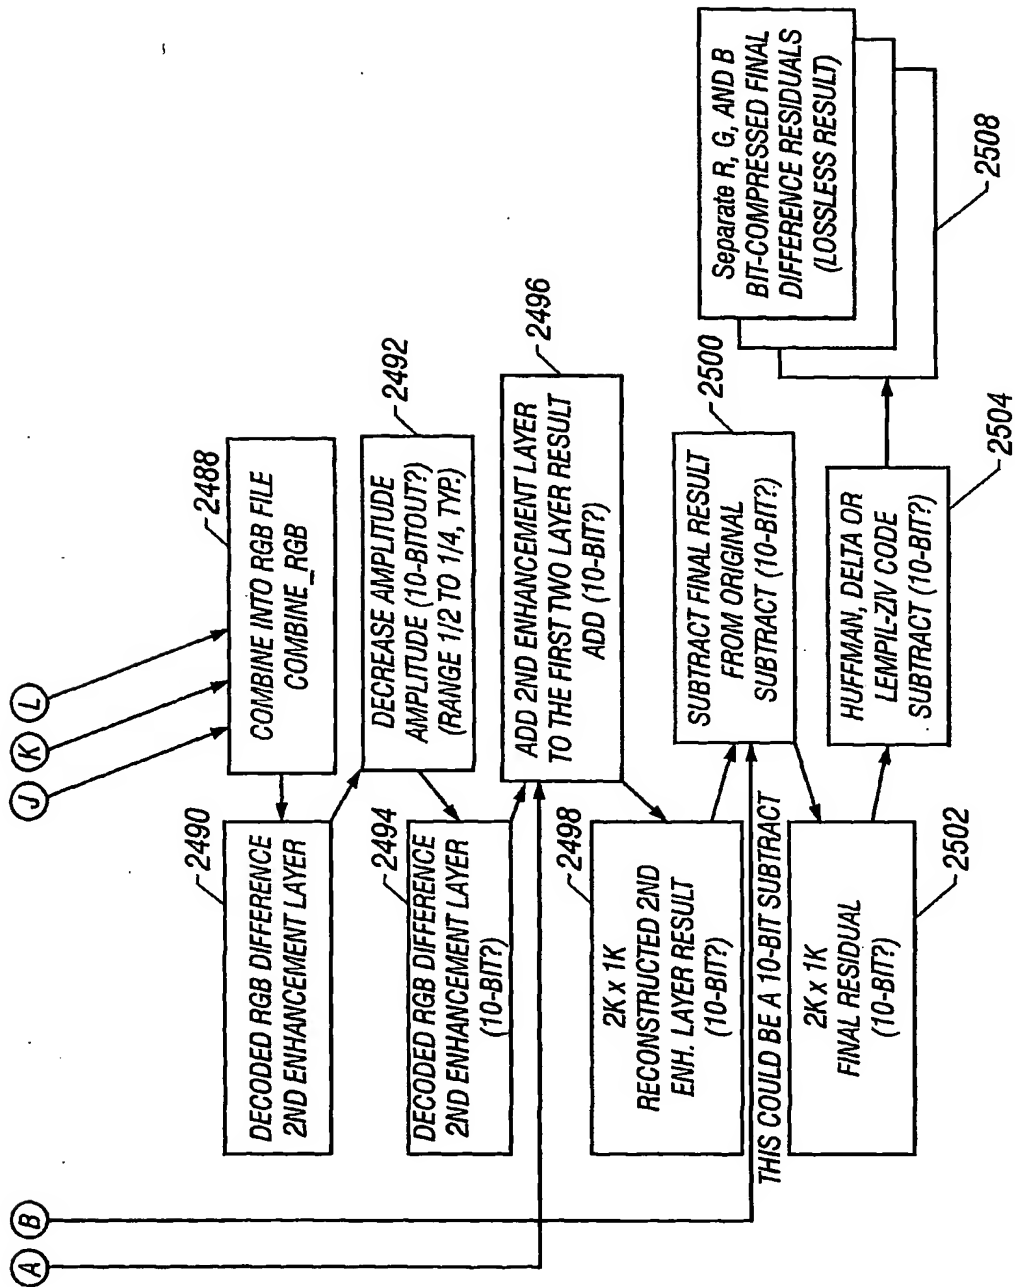 A
B
J
K
L
COMBINE INTO RGB FILE
COMBINE_RGB
2488
DECODED RGB DIFFERENCE
2ND ENHANCEMENT LAYER
2490
DECREASE AMPLITUDE
AMPLITUDE (10-BITOUT?)
(RANGE 1/2 TO 1/4, TYP.)
2492
DECODED RGB DIFFERENCE
2ND ENHANCEMENT LAYER
(10-BIT?)
2494
ADD 2ND ENHANCEMENT LAYER
TO THE FIRST TWO LAYER RESULT
ADD (10-BIT?)
2496
2K x 1K
RECONSTRUCTED 2ND
ENH. LAYER RESULT
(10-BIT?)
2498
SUBTRACT FINAL RESULT
FROM ORIGINAL
SUBTRACT (10-BIT?)
2500
THIS COULD BE A 10-BIT SUBTRACT
2K x 1K
FINAL RESIDUAL
(10-BIT?)
2502
HUFFMAN, DELTA OR
LEMPIL-ZIV CODE
SUBTRACT (10-BIT?)
2504
Separate R, G, AND B
BIT-COMPRESSED FINAL
DIFFERENCE RESIDUALS
(LOSSLESS RESULT)
2508